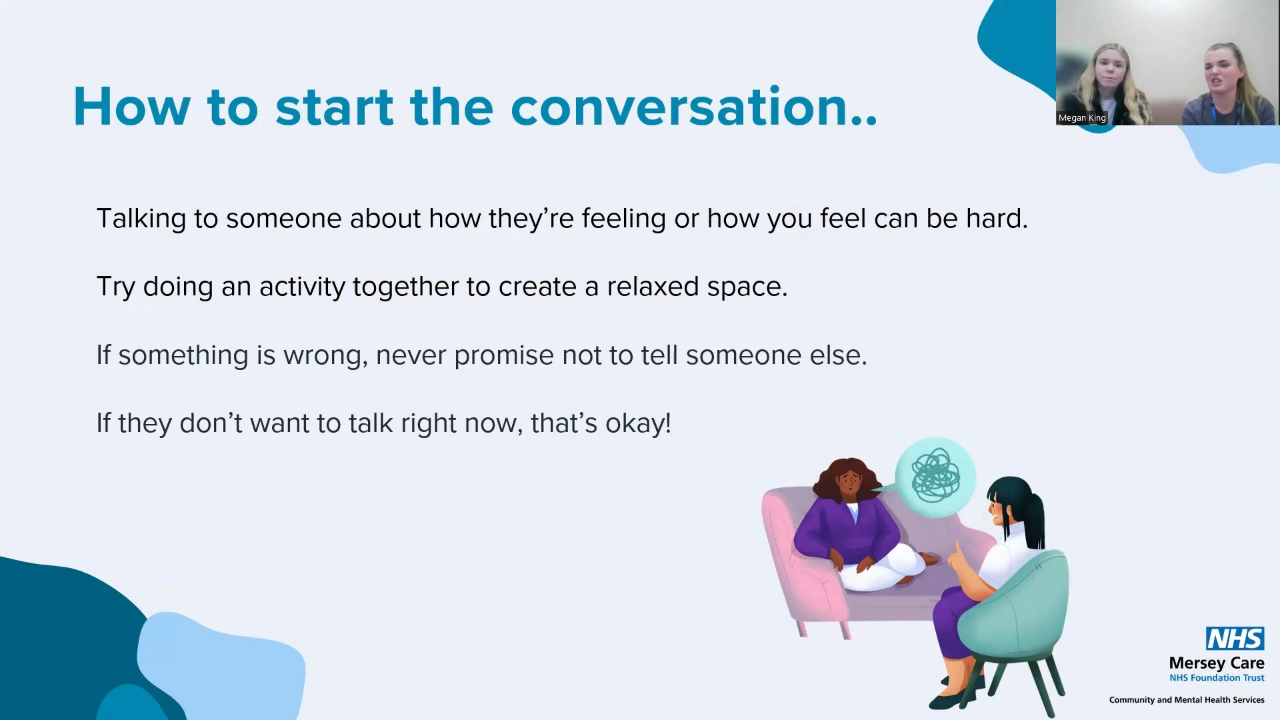 How to start the conversation..
Megan King
Talking to someone about how they’re feeling or how you feel can be hard.
Try doing an activity together to create a relaxed space.
If something is wrong, never promise not to tell someone else.
If they don’t want to talk right now, that’s okay!
NHS
Mersey Care
NHS Foundation Trust
Community and Mental Health Services